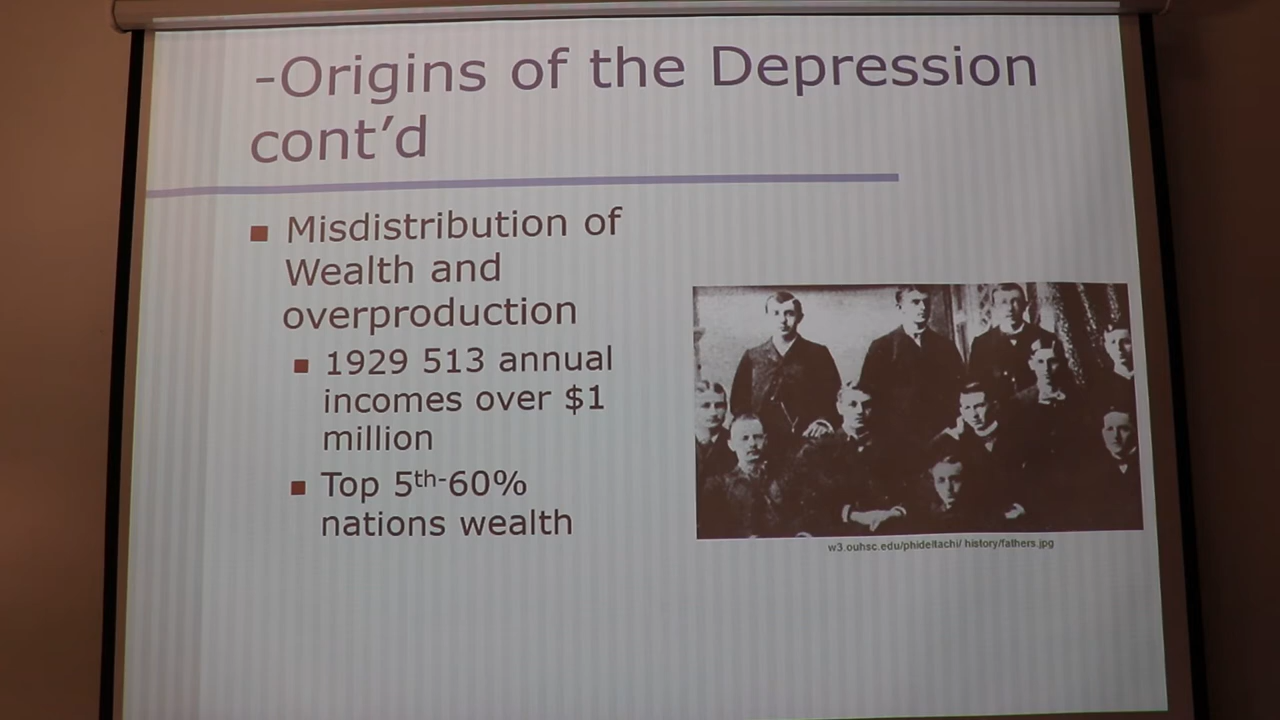 -Origins of the Depression
cont’d
Misdistribution of
Wealth and
overproduction
1929 513 annual
incomes over $1
million
Top 5th-60%
nations wealth
w3.ouhsc.edu/phideltachi/ history/fathers.jpg